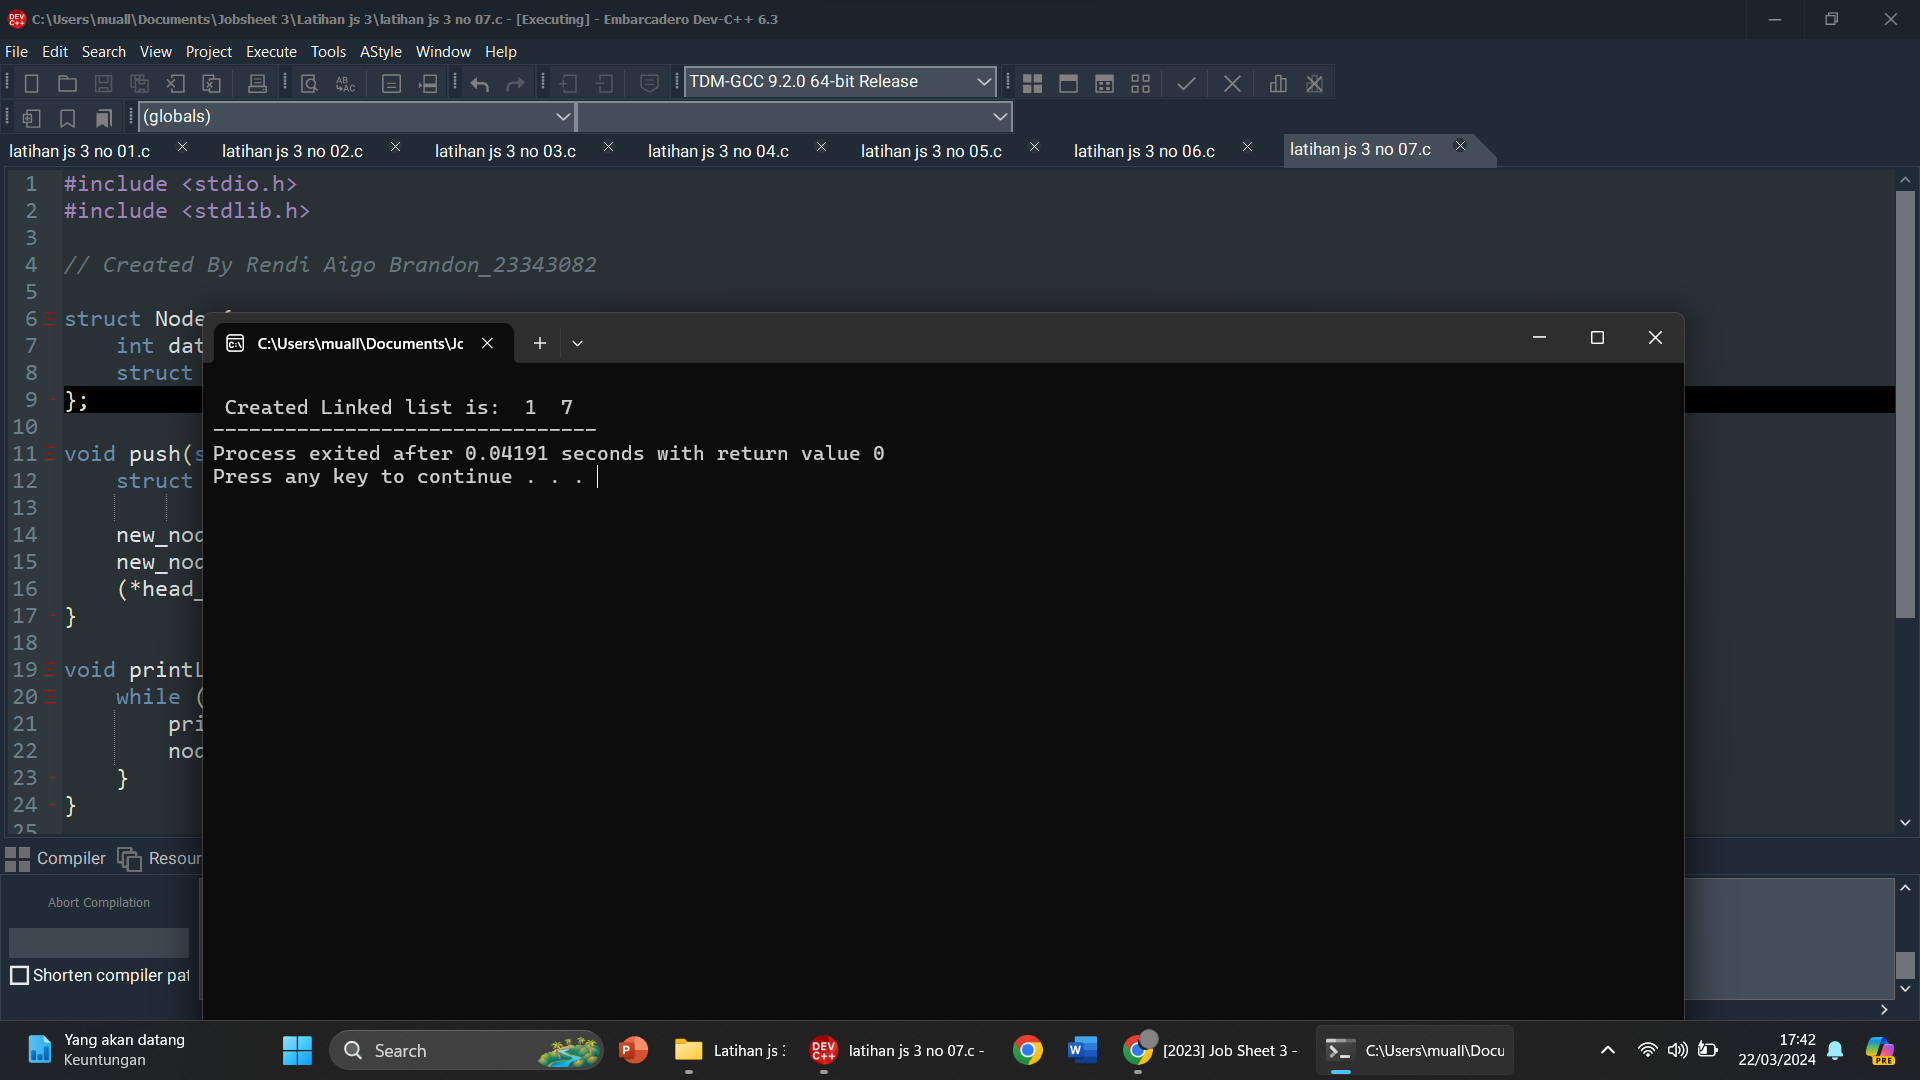 C:\Users\muall\Documents\Jobsheet 3\Latihan js 3\latihan js 3 no 07.c - [Executing] - Embarcadero Dev-C++ 6.3
File Edit Search View Project Execute Tools AStyle Window Help
TDM-GCC 9.2.0 64-bit Release
(globals)
latihan js 3 no 01.c latihan js 3 no 02.c latihan js 3 no 03.c latihan js 3 no 04.c latihan js 3 no 05.c latihan js 3 no 06.c latihan js 3 no 07.c
1 #include <stdio.h>
2 #include <stdlib.h>
3
4 // Created By Rendi Aigo Brandon_23343082
5
6 struct Node {
7 int dat
8 struct
9 };
10
11 void push(s
12 struct
13
14 new_nod
15 new_nod
16 (*head_
17 }
18
19 void printL
20 while (
21 pri
22 nod
23 }
24 }
25
C:\Users\muall\Documents\Jc
Created Linked list is: 1 7
--------------------------------
Process exited after 0.04191 seconds with return value 0
Press any key to continue . . .
Compiler Resour
Abort Compilation
Shorten compiler pat
Yang akan datang
Keuntungan
Search
Latihan js 3
latihan js 3 no 07.c -
[2023] Job Sheet 3 -
C:\Users\muall\Docu
17:42
22/03/2024
PRE